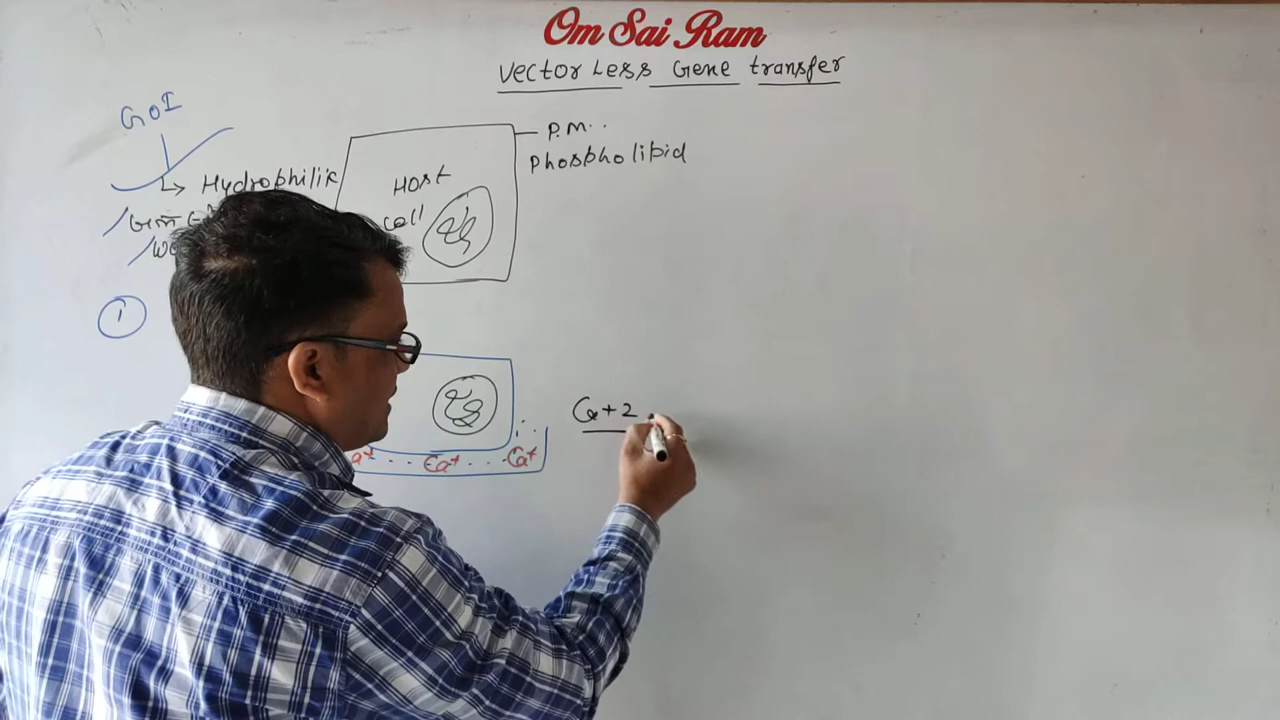 Om Sai Ram
Vector Less Gene transfer
GOI
P.M..
Phospholipid
Hydrophilic
Host
cell
1
Ca+2
Ca+ Ca+